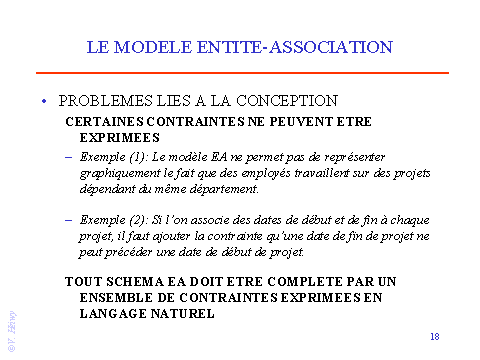 LE MODELE ENTITE-ASSOCIATION
• PROBLEMES LIES A LA CONCEPTION
CERTAINES CONTRAINTES NE PEUVENT ETRE
EXPRIMEES
– Exemple (1): Le modèle EA ne permet pas de représenter
graphiquement le fait que des employés travaillent sur des projets
dépendant du même département.
– Exemple (2): Si l'on associe des dates de début et de fin à chaque
projet, il faut ajouter la contrainte qu'une date de fin de projet ne
peut précéder une date de début de projet.
TOUT SCHEMA EA DOIT ETRE COMPLETE PAR UN
ENSEMBLE DE CONTRAINTES EXPRIMEES EN
LANGAGE NATUREL
18